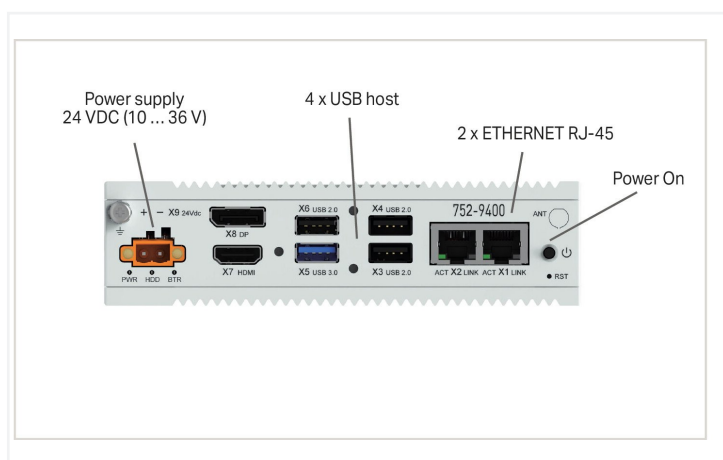 Power supply
24 VDC (10 ... 36 V)
4 x USB host
2 x ETHERNET RJ-45
Power On
+ − X9 24Vdc
X8 DP
X6 USB 2.0
X4 USB 2.0
752-9400
ANT
PWR HDD BTR
X7 HDMI
X5 USB 3.0
X3 USB 2.0
ACT X2 LINK ACT X1 LINK
RST